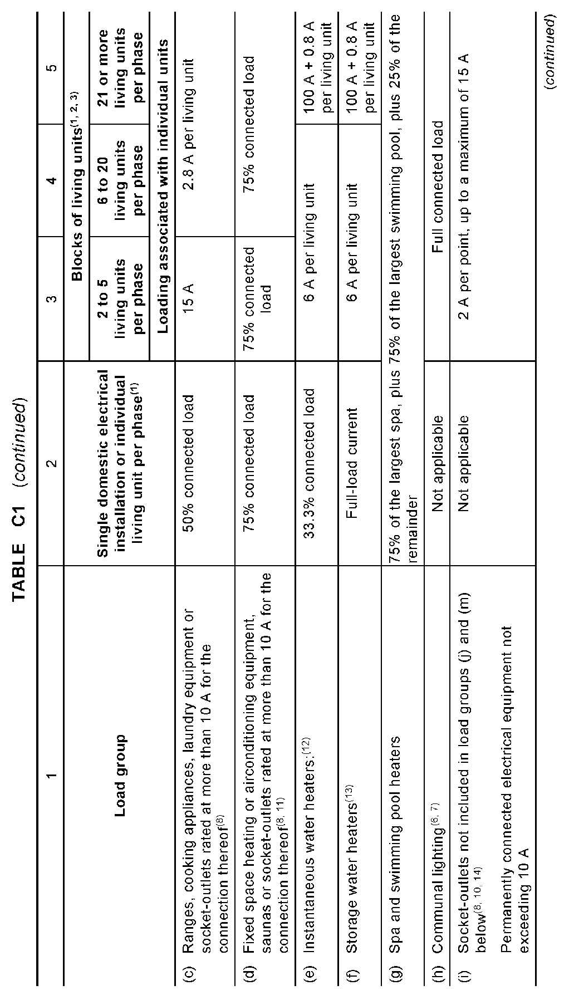 TABLE C1 (continued)
1 2 3 4 5
Load group
Single domestic electrical
installation or individual
living unit per phase(1)
Blocks of living units(1, 2, 3)
2 to 5
living units
per phase
6 to 20
living units
per phase
21 or more
living units
per phase
Loading associated with individual units
(c) Ranges, cooking appliances, laundry equipment or
socket-outlets rated at more than 10 A for the
connection thereof(8)
50% connected load
15 A
2.8 A per living unit
(d) Fixed space heating or airconditioning equipment,
saunas or socket-outlets rated at more than 10 A for the
connection thereof(8, 11)
75% connected load
75% connected
load
75% connected load
(e) Instantaneous water heaters:(12)
33.3% connected load
6 A per living unit
100 A + 0.8 A
per living unit
(f) Storage water heaters(13)
Full-load current
6 A per living unit
100 A + 0.8 A
per living unit
(g) Spa and swimming pool heaters
75% of the largest spa, plus 75% of the largest swimming pool, plus 25% of the
remainder
(h) Communal lighting(6, 7)
Not applicable
Full connected load
(i) Socket-outlets not included in load groups (j) and (m)
below(8, 10, 14)
Permanently connected electrical equipment not
exceeding 10 A
Not applicable
2 A per point, up to a maximum of 15 A
(continued)